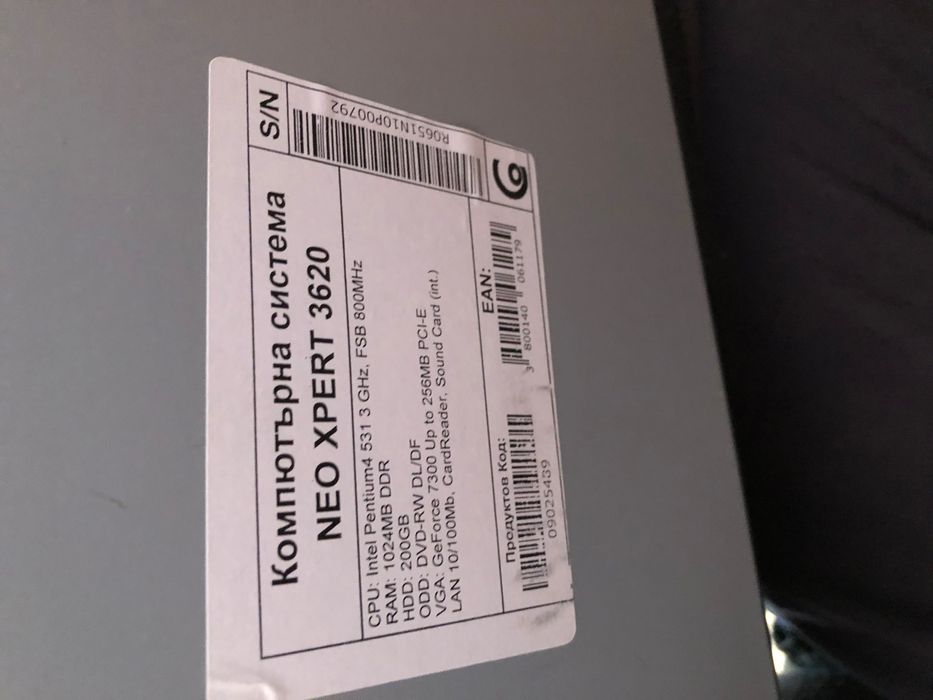 Компютърна система
NEO XPERT 3620
CPU: Intel Pentium4 531 3 GHz, FSB 800MHz
RAM: 1024MB DDR
HDD: 200GB
ODD: DVD-RW DL/DF
VGA: GeForce 7300 Up to 256MB PCI-E
LAN 10/100Mb, CardReader, Sound Card (int.)
Продуктов Код:
09025439
EAN:
3 800140 061179
S/N
R0651N10P00792